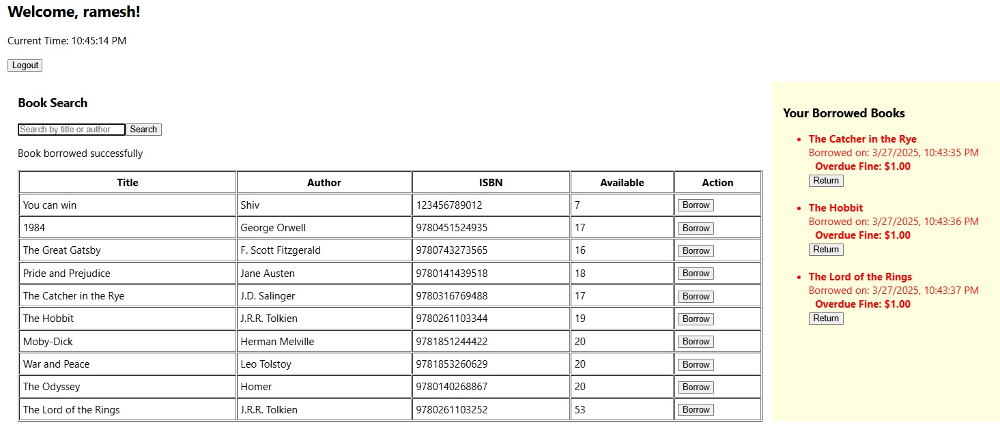 Welcome, ramesh!
Current Time: 10:45:14 PM
Logout
Book Search
Search by title or author Search
Book borrowed successfully
Title Author ISBN Available Action
You can win Shiv 123456789012 7 Borrow
1984 George Orwell 9780451524935 17 Borrow
The Great Gatsby F. Scott Fitzgerald 9780743273565 16 Borrow
Pride and Prejudice Jane Austen 9780141439518 18 Borrow
The Catcher in the Rye J.D. Salinger 9780316769488 17 Borrow
The Hobbit J.R.R. Tolkien 9780261103344 19 Borrow
Moby-Dick Herman Melville 9781851244422 20 Borrow
War and Peace Leo Tolstoy 9781853260629 20 Borrow
The Odyssey Homer 9780140268867 20 Borrow
The Lord of the Rings J.R.R. Tolkien 9780261103252 53 Borrow
Your Borrowed Books
• The Catcher in the Rye
Borrowed on: 3/27/2025, 10:43:35 PM
Overdue Fine: $1.00
Return
• The Hobbit
Borrowed on: 3/27/2025, 10:43:36 PM
Overdue Fine: $1.00
Return
• The Lord of the Rings
Borrowed on: 3/27/2025, 10:43:37 PM
Overdue Fine: $1.00
Return